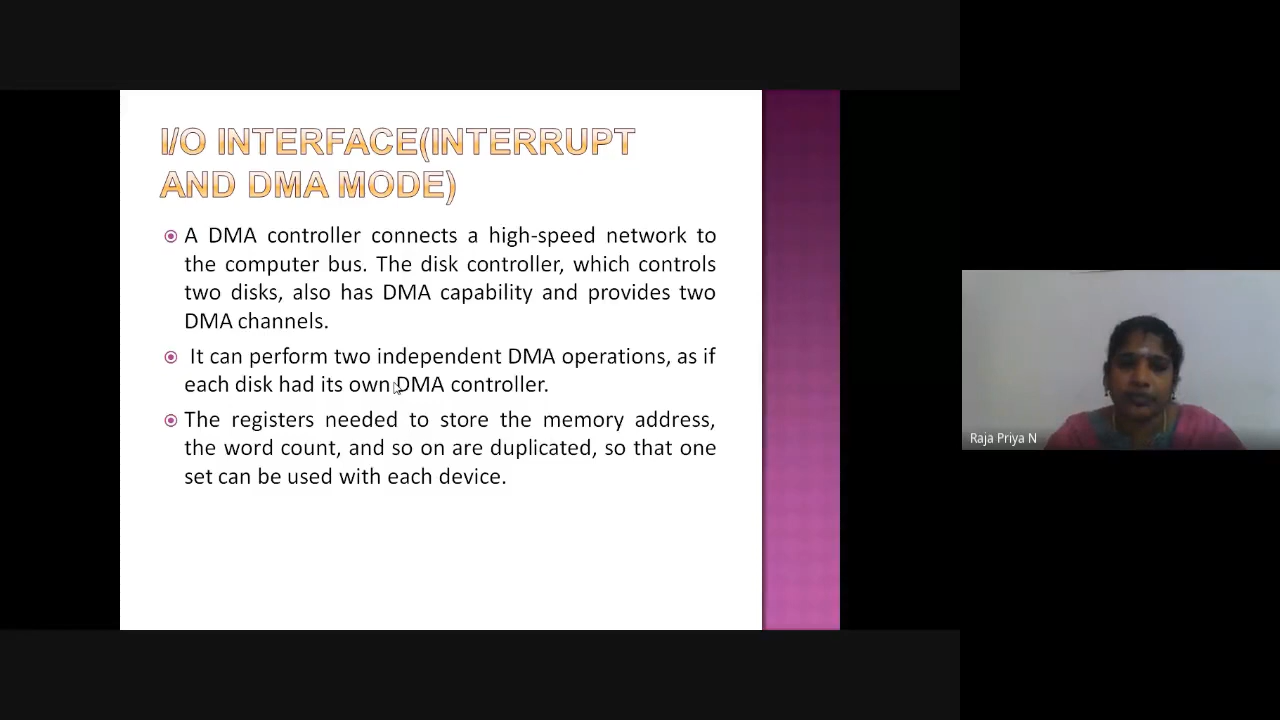 I/O INTERFACE(INTERRUPT
AND DMA MODE)
A DMA controller connects a high-speed network to
the computer bus. The disk controller, which controls
two disks, also has DMA capability and provides two
DMA channels.
It can perform two independent DMA operations, as if
each disk had its own DMA controller.
The registers needed to store the memory address,
the word count, and so on are duplicated, so that one
set can be used with each device.
Raja Priya N